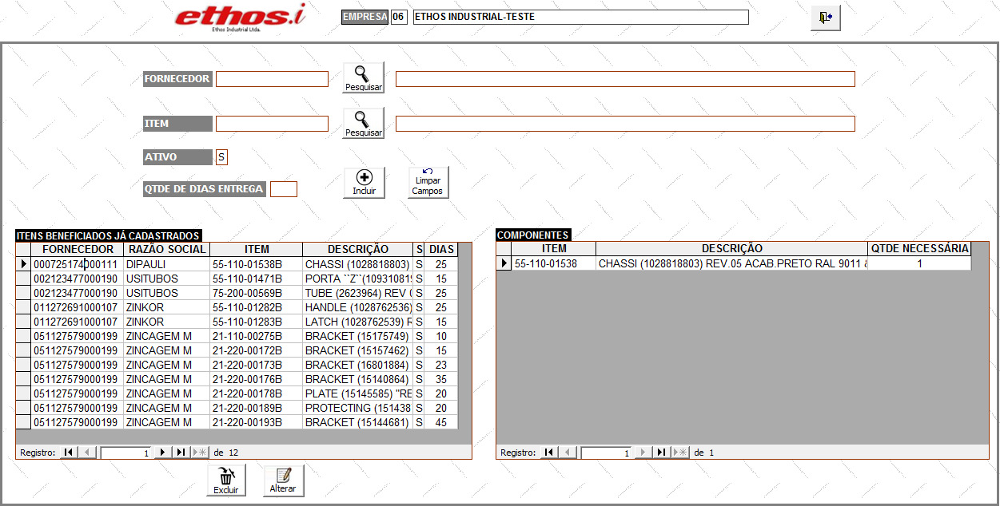 ethos.i
Ethos Industrial Ltda.
EMPRESA 06 ETHOS INDUSTRIAL-TESTE
FORNECEDOR Pesquisar
ITEM Pesquisar
ATIVO S
QTDE DE DIAS ENTREGA Incluir Limpar Campos
ITENS BENEFICIADOS JÁ CADASTRADOS
FORNECEDOR RAZÃO SOCIAL ITEM DESCRIÇÃO S DIAS
000725174000111 DIPAULI 55-110-01538B CHASSI (1028818803) S 25
002123477000190 USITUBOS 55-110-01471B PORTA ``Z``(109310819 S 15
002123477000190 USITUBOS 75-200-00569B TUBE (2623964) REV 0 S 25
011272691000107 ZINKOR 55-110-01282B HANDLE (1028762536) S 25
011272691000107 ZINKOR 55-110-01283B LATCH (1028762539) R S 15
051127579000199 ZINCAGEM M 21-110-00275B BRACKET (15175749) S 10
051127579000199 ZINCAGEM M 21-220-00172B BRACKET (15157462) S 15
051127579000199 ZINCAGEM M 21-220-00173B BRACKET (16801884) S 23
051127579000199 ZINCAGEM M 21-220-00176B BRACKET (15140864) S 35
051127579000199 ZINCAGEM M 21-220-00178B PLATE (15145585) "RE S 20
051127579000199 ZINCAGEM M 21-220-00189B PROTECTING (151438 S 20
051127579000199 ZINCAGEM M 21-220-00193B BRACKET (15144681) S 45
Registro: 1 de 12
Excluir Alterar
COMPONENTES
ITEM DESCRIÇÃO QTDE NECESSÁRIA
55-110-01538 CHASSI (1028818803) REV.05 ACAB.PRETO RAL 9011 & 1
Registro: 1 de 1